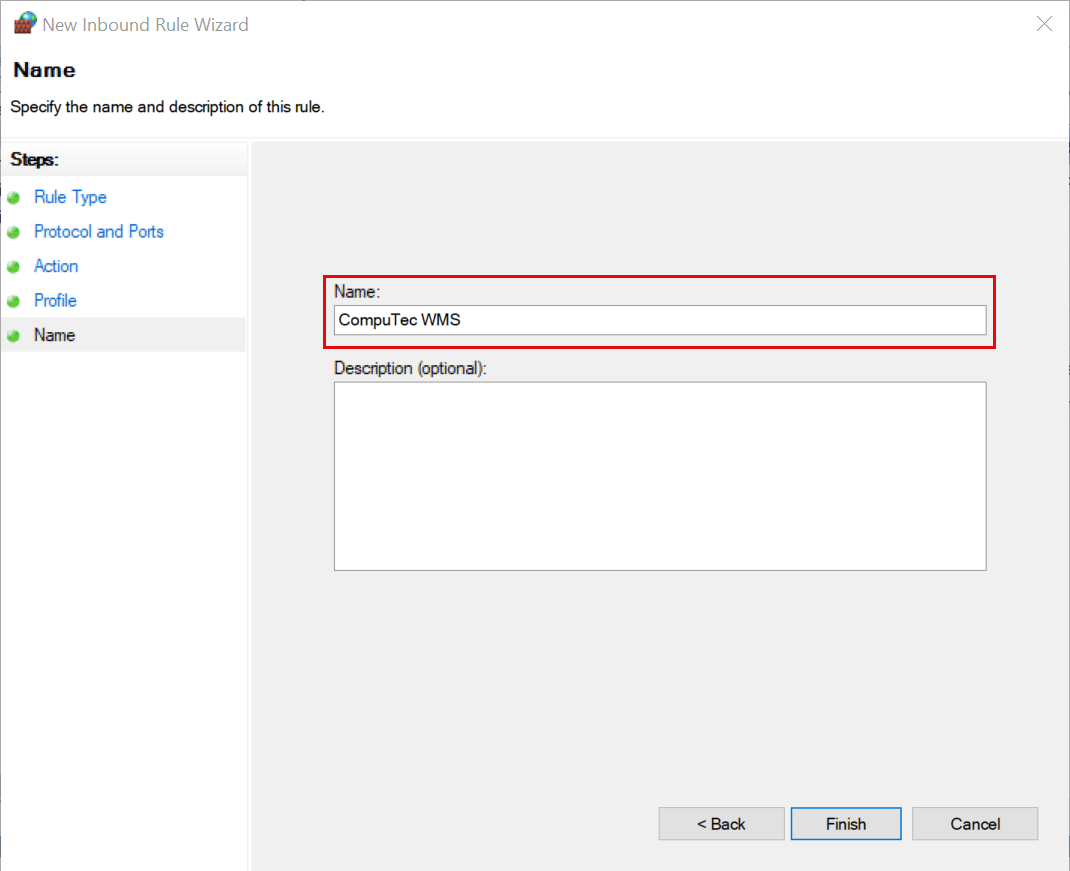 New Inbound Rule Wizard
Name
Specify the name and description of this rule.
Steps:
Rule Type
Protocol and Ports
Action
Profile
Name
Name:
CompuTec WMS
Description (optional):
< Back
Finish
Cancel